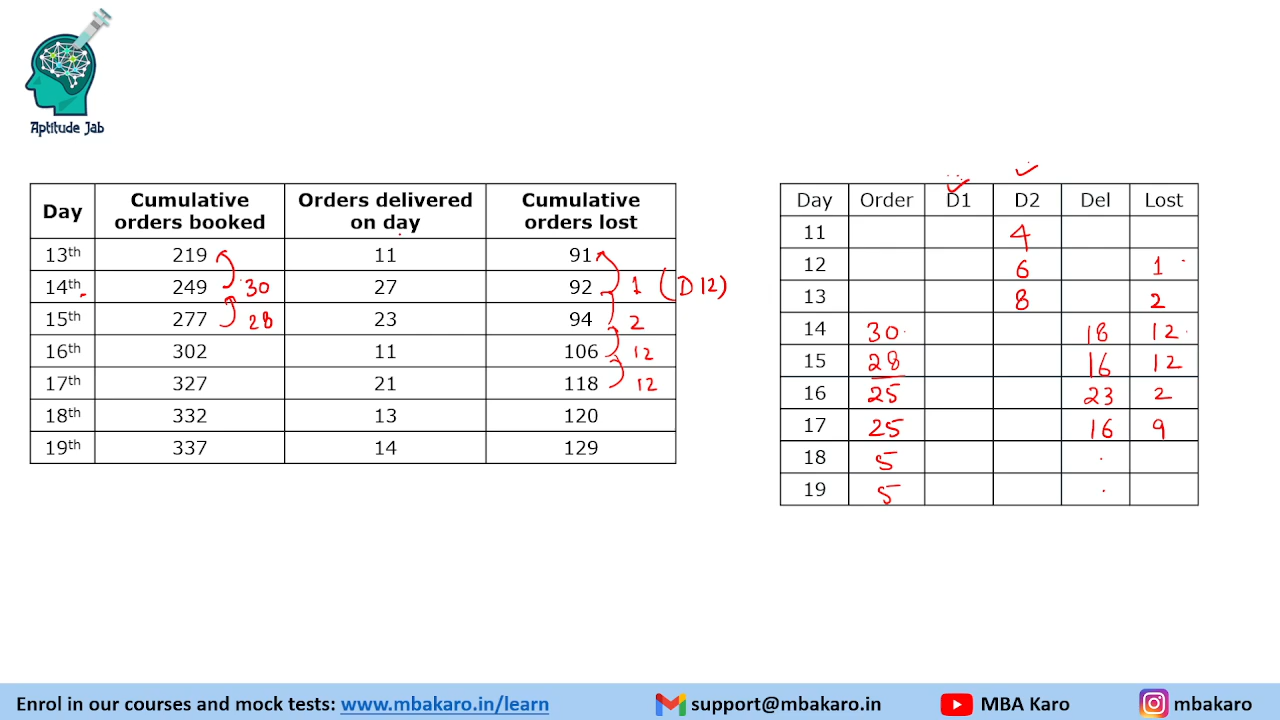 Aptitude Jab
Day Cumulative orders booked Orders delivered on day Cumulative orders lost
13th 219 11 91
14th 249 30 27 92 1 (D 12)
15th 277 28 23 94 2
16th 302 11 106 12
17th 327 21 118 12
18th 332 13 120
19th 337 14 129
Day Order D1 D2 Del Lost
11 4
12 6 1
13 8 2
14 30 18 12
15 28 16 12
16 25 23 2
17 25 16 9
18 5
19 5
Enrol in our courses and mock tests: www.mbakaro.in/learn support@mbakaro.in MBA Karo mbakaro.in